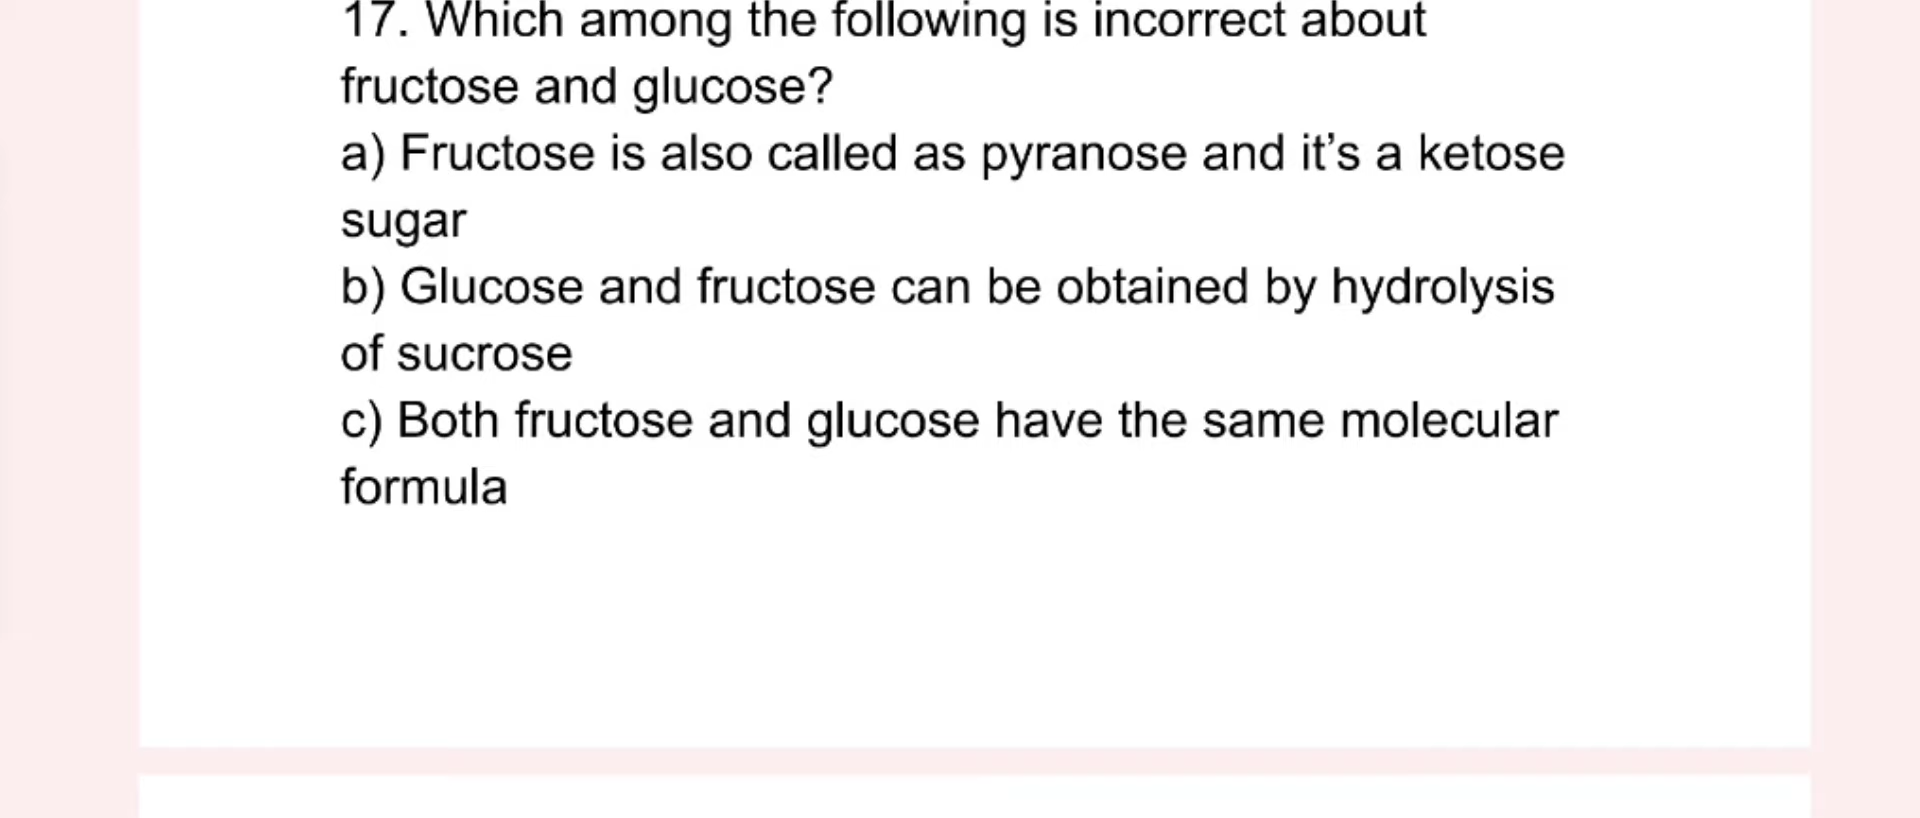 17. Which among the following is incorrect about
fructose and glucose?
a) Fructose is also called as pyranose and it’s a ketose
sugar
b) Glucose and fructose can be obtained by hydrolysis
of sucrose
c) Both fructose and glucose have the same molecular
formula